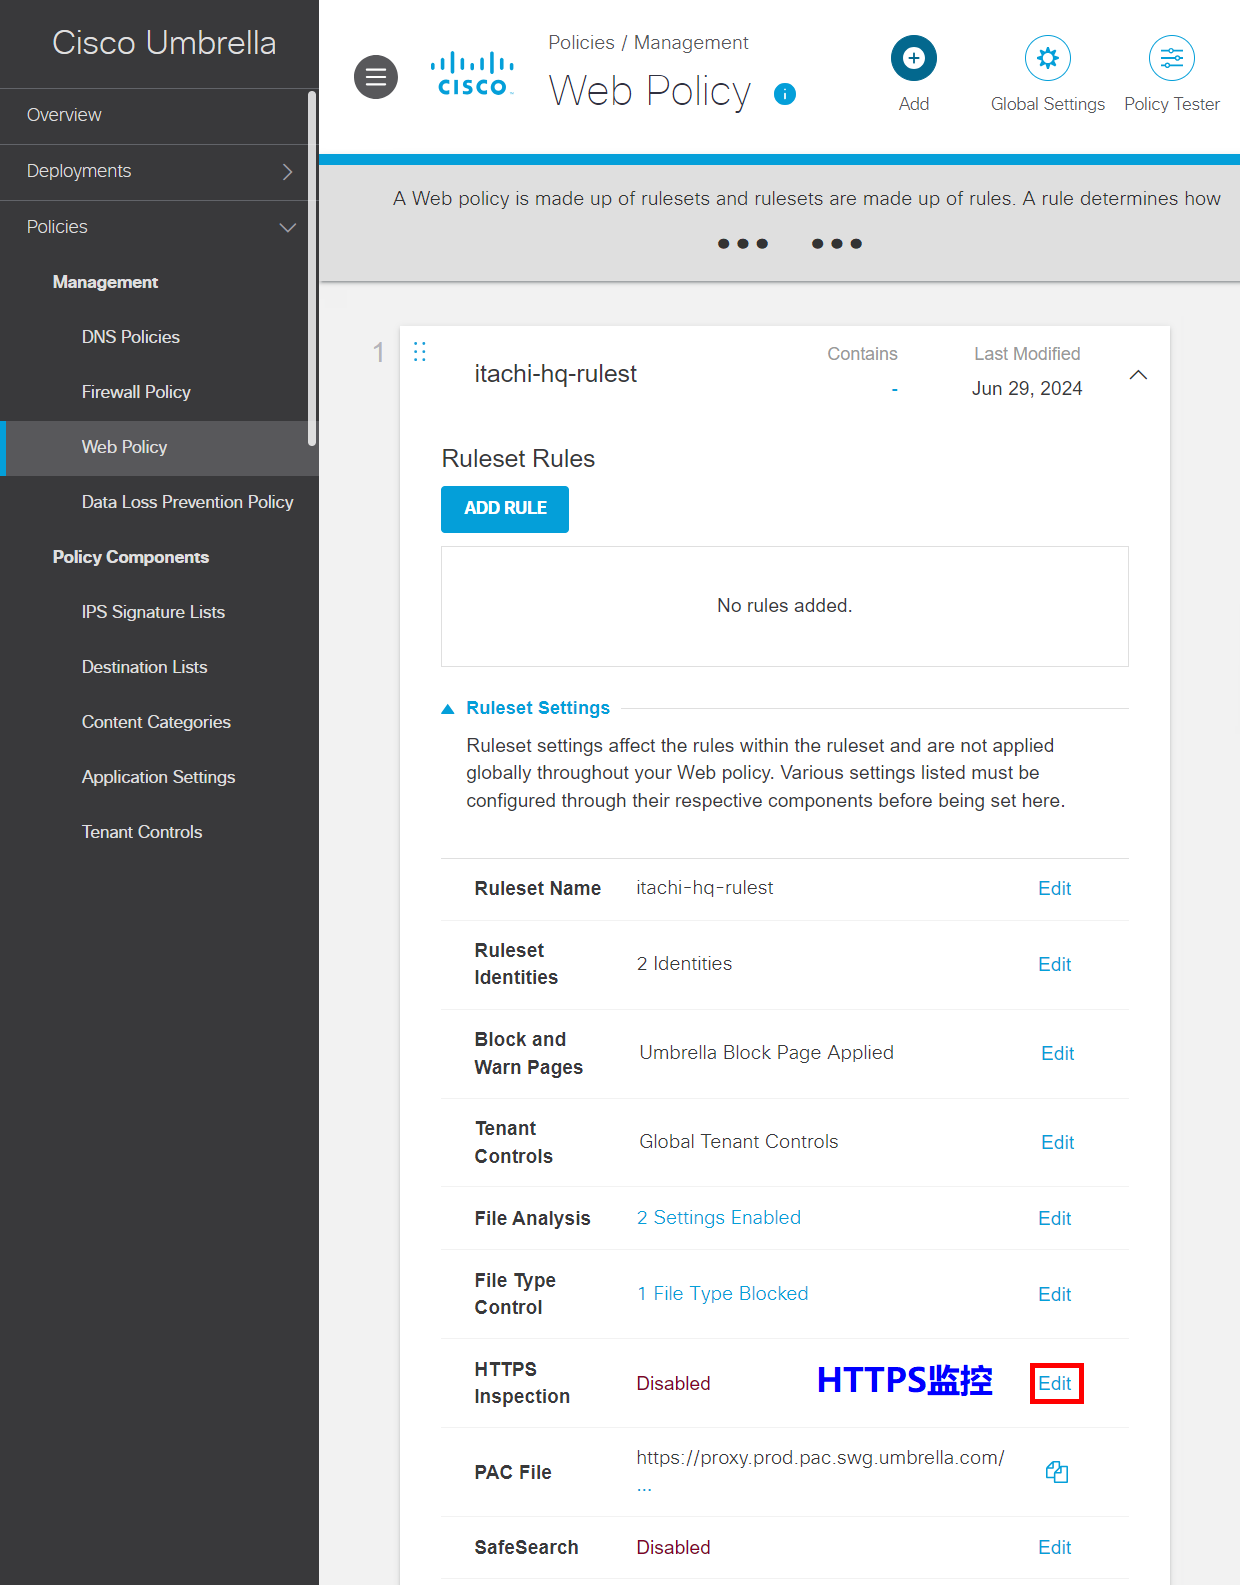 Cisco Umbrella
Overview
Deployments
Policies
Management
DNS Policies
Firewall Policy
Web Policy
Data Loss Prevention Policy
Policy Components
IPS Signature Lists
Destination Lists
Content Categories
Application Settings
Tenant Controls
CISCO
Policies / Management
Web Policy
Add
Global Settings
Policy Tester
A Web policy is made up of rulesets and rulesets are made up of rules. A rule determines how
1
itachi-hq-rulest
Contains
-
Last Modified
Jun 29, 2024
Ruleset Rules
ADD RULE
No rules added.
Ruleset Settings
Ruleset settings affect the rules within the ruleset and are not applied
globally throughout your Web policy. Various settings listed must be
configured through their respective components before being set here.
Ruleset Name itachi-hq-rulest Edit
Ruleset
Identities
2 Identities Edit
Block and
Warn Pages
Umbrella Block Page Applied Edit
Tenant
Controls
Global Tenant Controls Edit
File Analysis 2 Settings Enabled Edit
File Type
Control
1 File Type Blocked Edit
HTTPS
Inspection
Disabled HTTPS监控 Edit
PAC File
https://proxy.prod.pac.swg.umbrella.com/
...
SafeSearch Disabled Edit